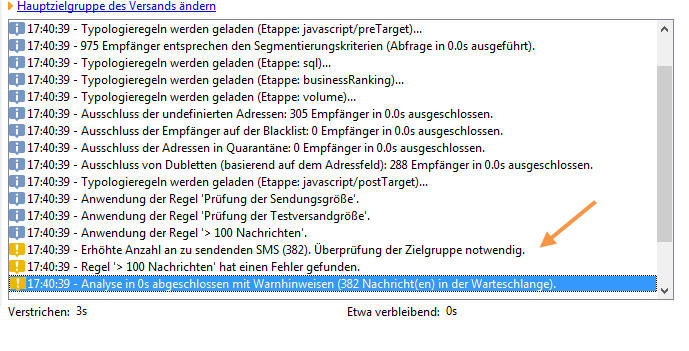 Hauptzielgruppe des Versands ändern
17:40:39 - Typologieregeln werden geladen (Etappe: javascript/preTarget)...
17:40:39 - 975 Empfänger entsprechen den Segmentierungskriterien (Abfrage in 0.0s ausgeführt).
17:40:39 - Typologieregeln werden geladen (Etappe: sql)...
17:40:39 - Typologieregeln werden geladen (Etappe: businessRanking)...
17:40:39 - Typologieregeln werden geladen (Etappe: volume)...
17:40:39 - Ausschluss der undefinierten Adressen: 305 Empfänger in 0.0s ausgeschlossen.
17:40:39 - Ausschluss der Empfänger auf der Blacklist: 0 Empfänger in 0.0s ausgeschlossen.
17:40:39 - Ausschluss der Adressen in Quarantäne: 0 Empfänger in 0.0s ausgeschlossen.
17:40:39 - Ausschluss von Dubletten (basierend auf dem Adressfeld): 288 Empfänger in 0.0s ausgeschlossen.
17:40:39 - Typologieregeln werden geladen (Etappe: javascript/postTarget)...
17:40:39 - Anwendung der Regel 'Prüfung der Sendungsgröße'.
17:40:39 - Anwendung der Regel 'Prüfung der Testversandgröße'.
17:40:39 - Anwendung der Regel '> 100 Nachrichten'.
17:40:39 - Erhöhte Anzahl an zu sendenden SMS (382). Überprüfung der Zielgruppe notwendig.
17:40:39 - Regel '> 100 Nachrichten' hat einen Fehler gefunden.
17:40:39 - Analyse in 0s abgeschlossen mit Warnhinweisen (382 Nachricht(en) in der Warteschlange).
Verstrichen: 3s Etwa verbleibend: 0s